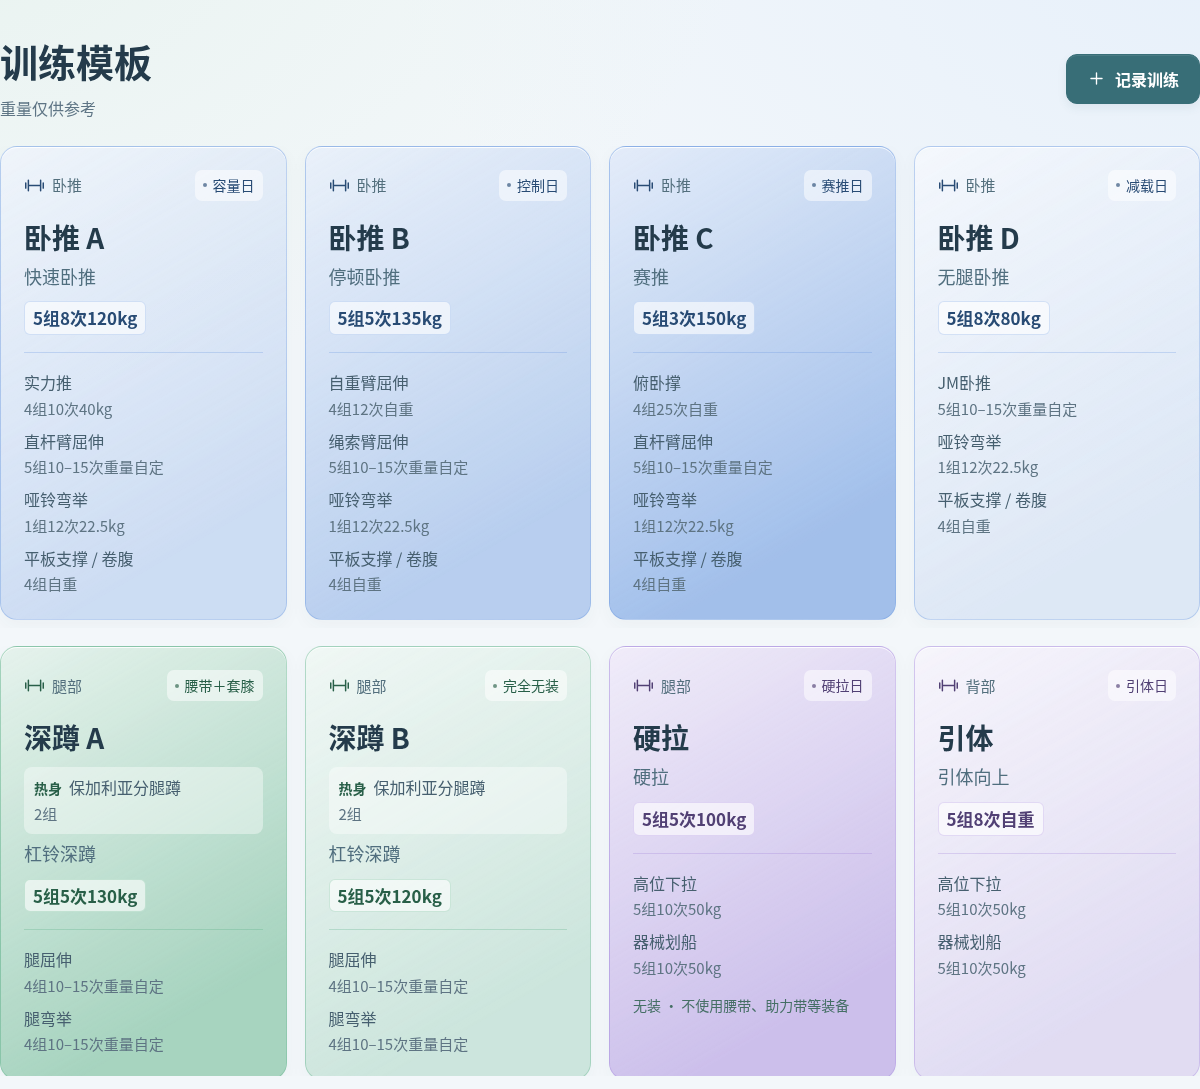 训练模板
重量仅供参考
＋ 记录训练
卧推
容量日
卧推 A
快速卧推
5组8次120kg
实力推
4组10次40kg
直杆臂屈伸
5组10–15次重量自定
哑铃弯举
1组12次22.5kg
平板支撑 / 卷腹
4组自重
卧推
控制日
卧推 B
停顿卧推
5组5次135kg
自重臂屈伸
4组12次自重
绳索臂屈伸
5组10–15次重量自定
哑铃弯举
1组12次22.5kg
平板支撑 / 卷腹
4组自重
卧推
赛推日
卧推 C
赛推
5组3次150kg
俯卧撑
4组25次自重
直杆臂屈伸
5组10–15次重量自定
哑铃弯举
1组12次22.5kg
平板支撑 / 卷腹
4组自重
卧推
减载日
卧推 D
无腿卧推
5组8次80kg
JM卧推
5组10–15次重量自定
哑铃弯举
1组12次22.5kg
平板支撑 / 卷腹
4组自重
腿部
腰带＋套膝
深蹲 A
热身 保加利亚分腿蹲
2组
杠铃深蹲
5组5次130kg
腿屈伸
4组10–15次重量自定
腿弯举
4组10–15次重量自定
腿部
完全无装
深蹲 B
热身 保加利亚分腿蹲
2组
杠铃深蹲
5组5次120kg
腿屈伸
4组10–15次重量自定
腿弯举
4组10–15次重量自定
腿部
硬拉日
硬拉
硬拉
5组5次100kg
高位下拉
5组10次50kg
器械划船
5组10次50kg
无装 · 不使用腰带、助力带等装备
背部
引体日
引体
引体向上
5组8次自重
高位下拉
5组10次50kg
器械划船
5组10次50kg